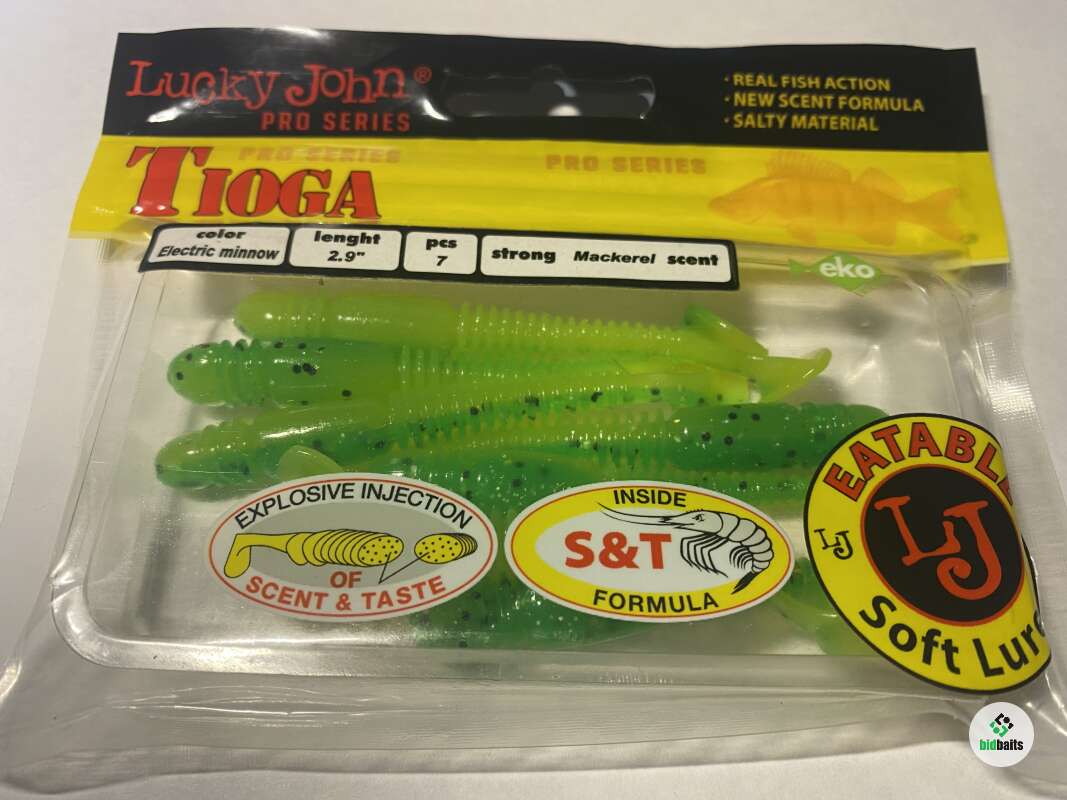 Lucky John®
PRO SERIES
· REAL FISH ACTION
· NEW SCENT FORMULA
· SALTY MATERIAL
PRO SERIES
PRO SERIES
TIOGA
color
Electric minnow
lenght
2.9"
pcs
7
strong Mackerel scent
eko
EXPLOSIVE INJECTION
OF
SCENT & TASTE
INSIDE
S&T
FORMULA
EATABLE
LJ
LJ
Soft Lure
bidbaits